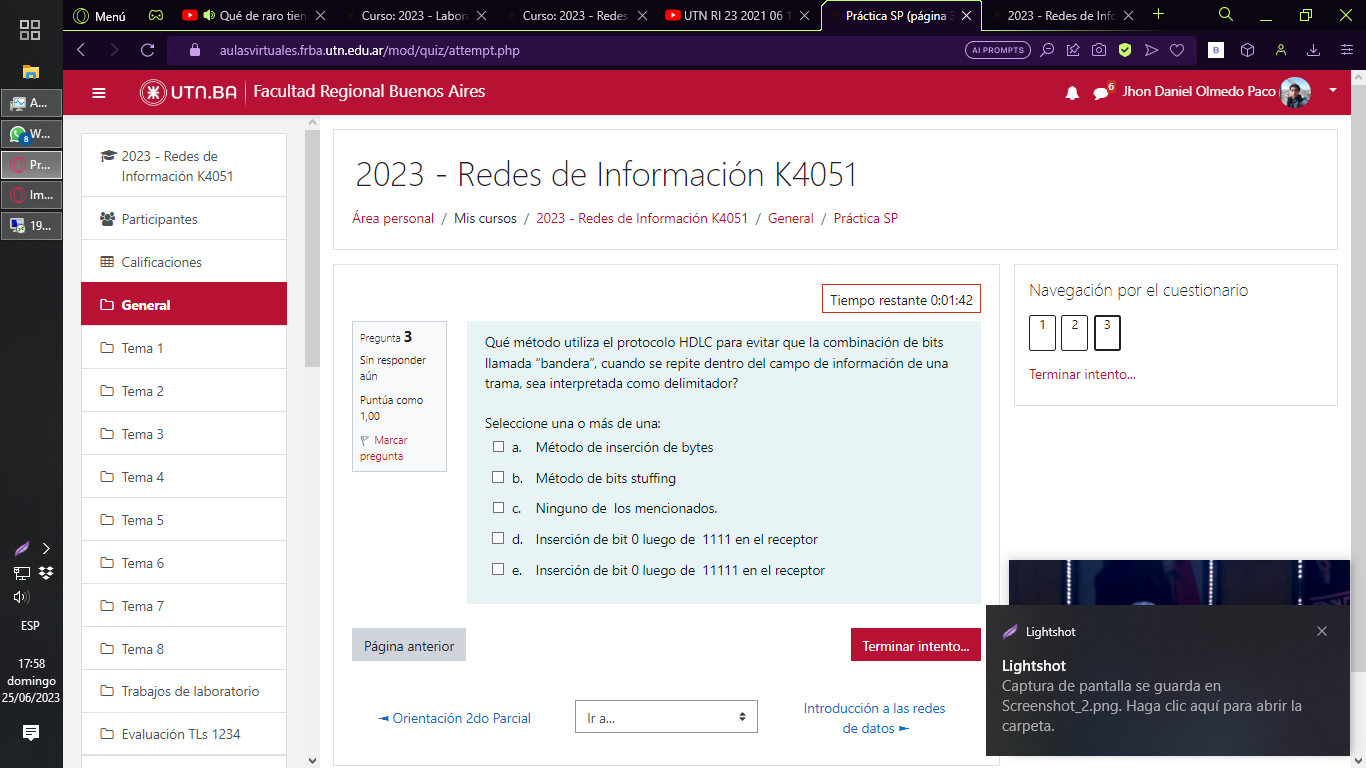 Menú
Qué de raro tien
Curso: 2023 - Labora
Curso: 2023 - Redes
UTN RI 23 2021 06 1
Práctica SP (página 3
2023 - Redes de Info
aulasvirtuales.frba.utn.edu.ar/mod/quiz/attempt.php
AI PROMPTS
B
UTN.BA Facultad Regional Buenos Aires
6
Jhon Daniel Olmedo Paco
A...
W...
8
Pr...
Im...
19...
ESP
17:58
domingo
25/06/2023
2023 - Redes de
Información K4051
Participantes
Calificaciones
General
Tema 1
Tema 2
Tema 3
Tema 4
Tema 5
Tema 6
Tema 7
Tema 8
Trabajos de laboratorio
Evaluación TLs 1234
2023 - Redes de Información K4051
Área personal / Mis cursos / 2023 - Redes de Información K4051 / General / Práctica SP
Tiempo restante 0:01:42
Pregunta 3
Sin responder
aún
Puntúa como
1,00
Marcar
pregunta
Qué método utiliza el protocolo HDLC para evitar que la combinación de bits
llamada “bandera”, cuando se repite dentro del campo de información de una
trama, sea interpretada como delimitador?
Seleccione una o más de una:
a. Método de inserción de bytes
b. Método de bits stuffing
c. Ninguno de los mencionados.
d. Inserción de bit 0 luego de 1111 en el receptor
e. Inserción de bit 0 luego de 11111 en el receptor
Página anterior
Terminar intento...
◄ Orientación 2do Parcial
Ir a...
Introducción a las redes
de datos ►
Navegación por el cuestionario
1 2 3
Terminar intento...
Lightshot
Lightshot
Captura de pantalla se guarda en
Screenshot_2.png. Haga clic aquí para abrir la
carpeta.